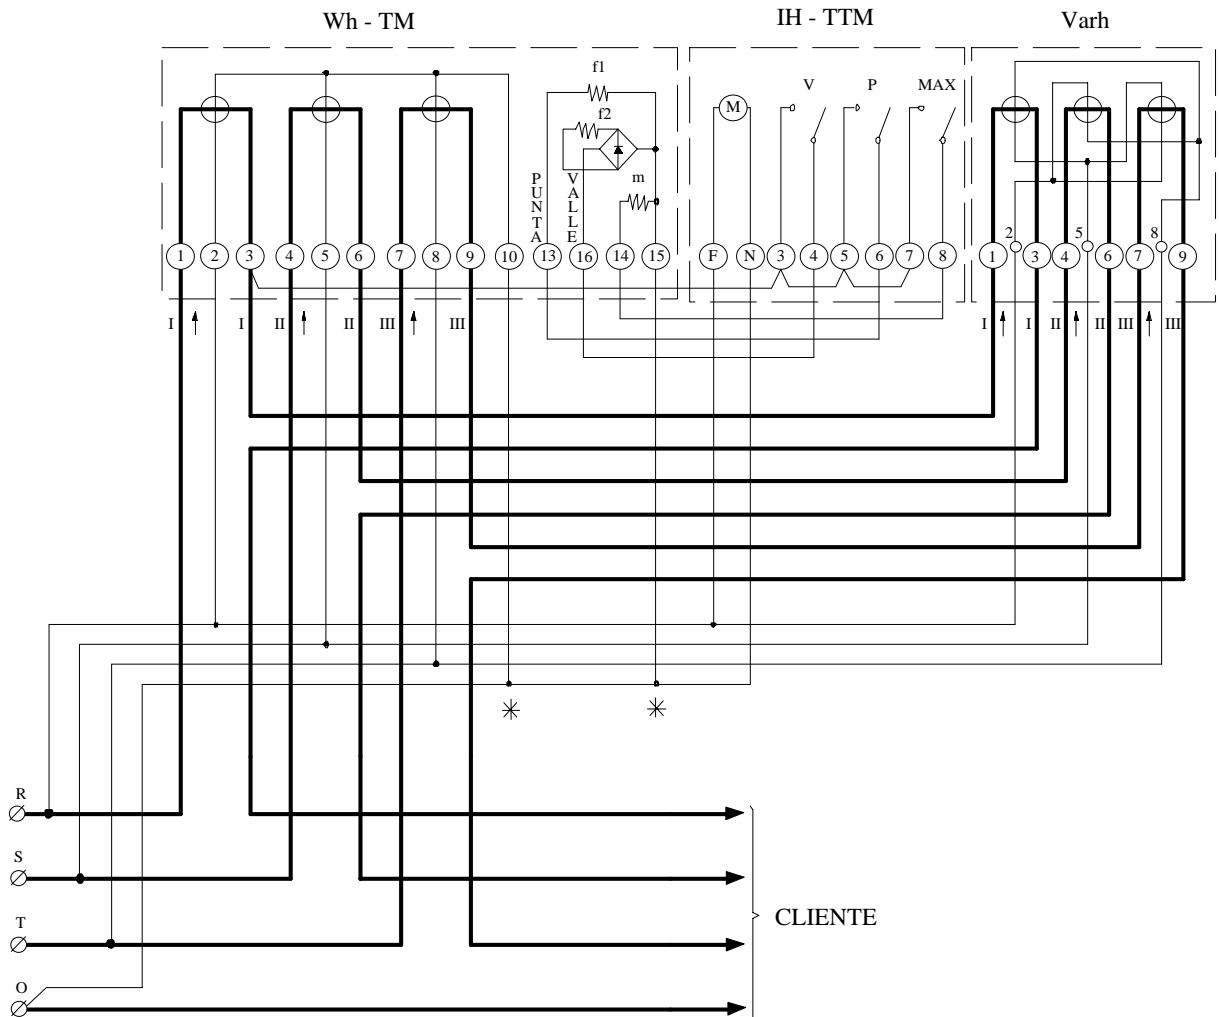 Wh - TM
IH - TTM
Varh
f1
f2
m
PUNTA
VALLE
M
V
P
MAX
1 2 3 4 5 6 7 8 9 10 13 16 14 15
F N 3 4 5 6 7 8
2 5 8
1 3 4 6 7 9
I I II II III III
I I II II III III
R
S
T
O
CLIENTE